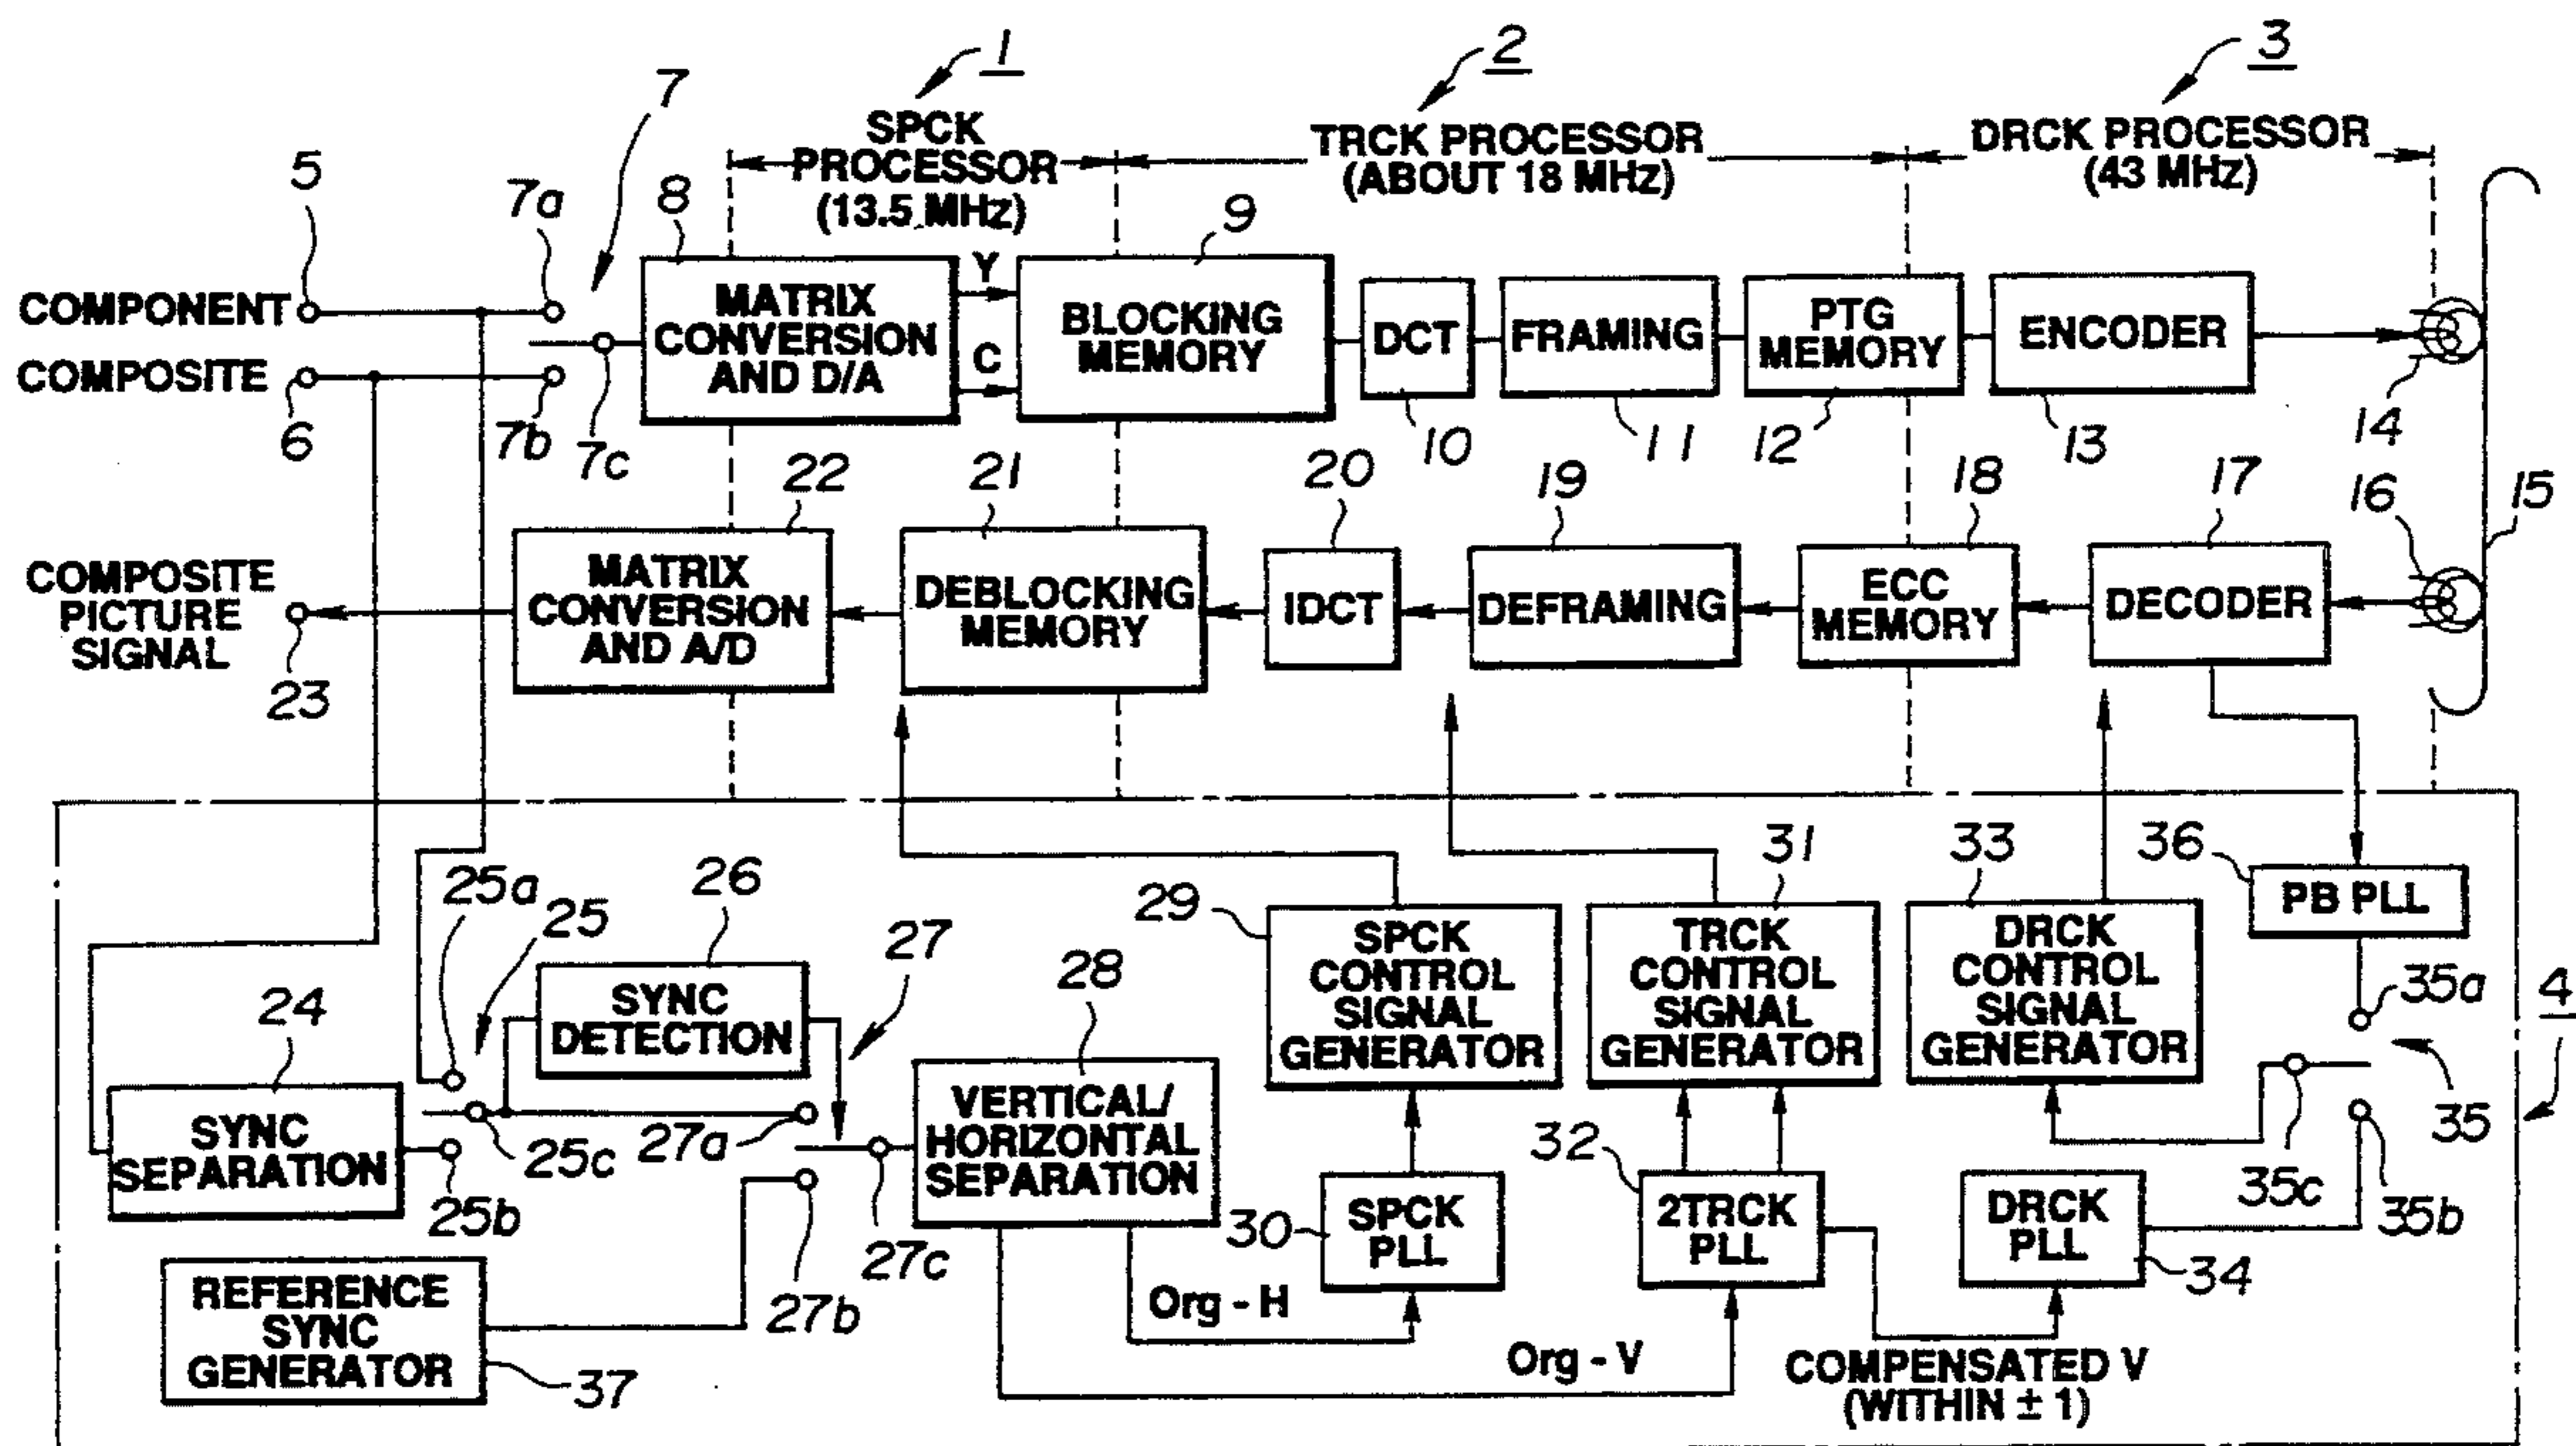 1
2
3
7
SPCK
PROCESSOR
(13.5 MHz)
TRCK PROCESSOR
(ABOUT 18 MHz)
DRCK PROCESSOR
(43 MHz)
5
7a
8
9
COMPONENT
COMPOSITE
6
7b
7c
MATRIX
CONVERSION
AND D/A
Y
C
BLOCKING
MEMORY
DCT
FRAMING
PTG
MEMORY
ENCODER
10
11
12
13
14
22
21
20
19
18
17
16
15
COMPOSITE
PICTURE
SIGNAL
23
MATRIX
CONVERSION
AND A/D
DEBLOCKING
MEMORY
IDCT
DEFRAMING
ECC
MEMORY
DECODER
25a
25
26
27
28
29
31
33
36
PB PLL
24
SYNC
SEPARATION
SYNC
DETECTION
25b
25c
27a
27b
27c
VERTICAL/
HORIZONTAL
SEPARATION
SPCK
CONTROL
SIGNAL
GENERATOR
TRCK
CONTROL
SIGNAL
GENERATOR
DRCK
CONTROL
SIGNAL
GENERATOR
35a
4
35
35c
35b
30
SPCK
PLL
32
2TRCK
PLL
DRCK
PLL
34
REFERENCE
SYNC
GENERATOR
37
Org - H
Org - V
COMPENSATED V
(WITHIN ± 1)